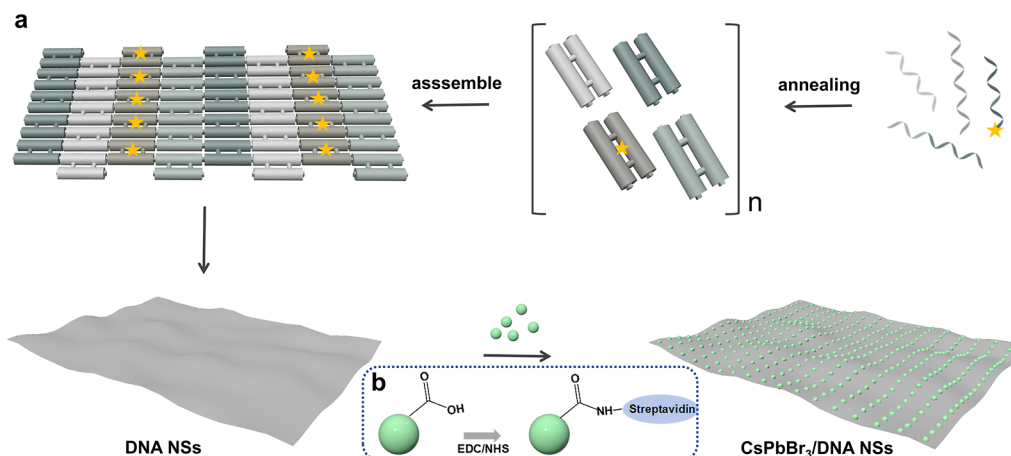 a
asssemble
annealing
n
b
O
OH
EDC/NHS
O
NH
Streptavidin
DNA NSs
CsPbBr₃/DNA NSs